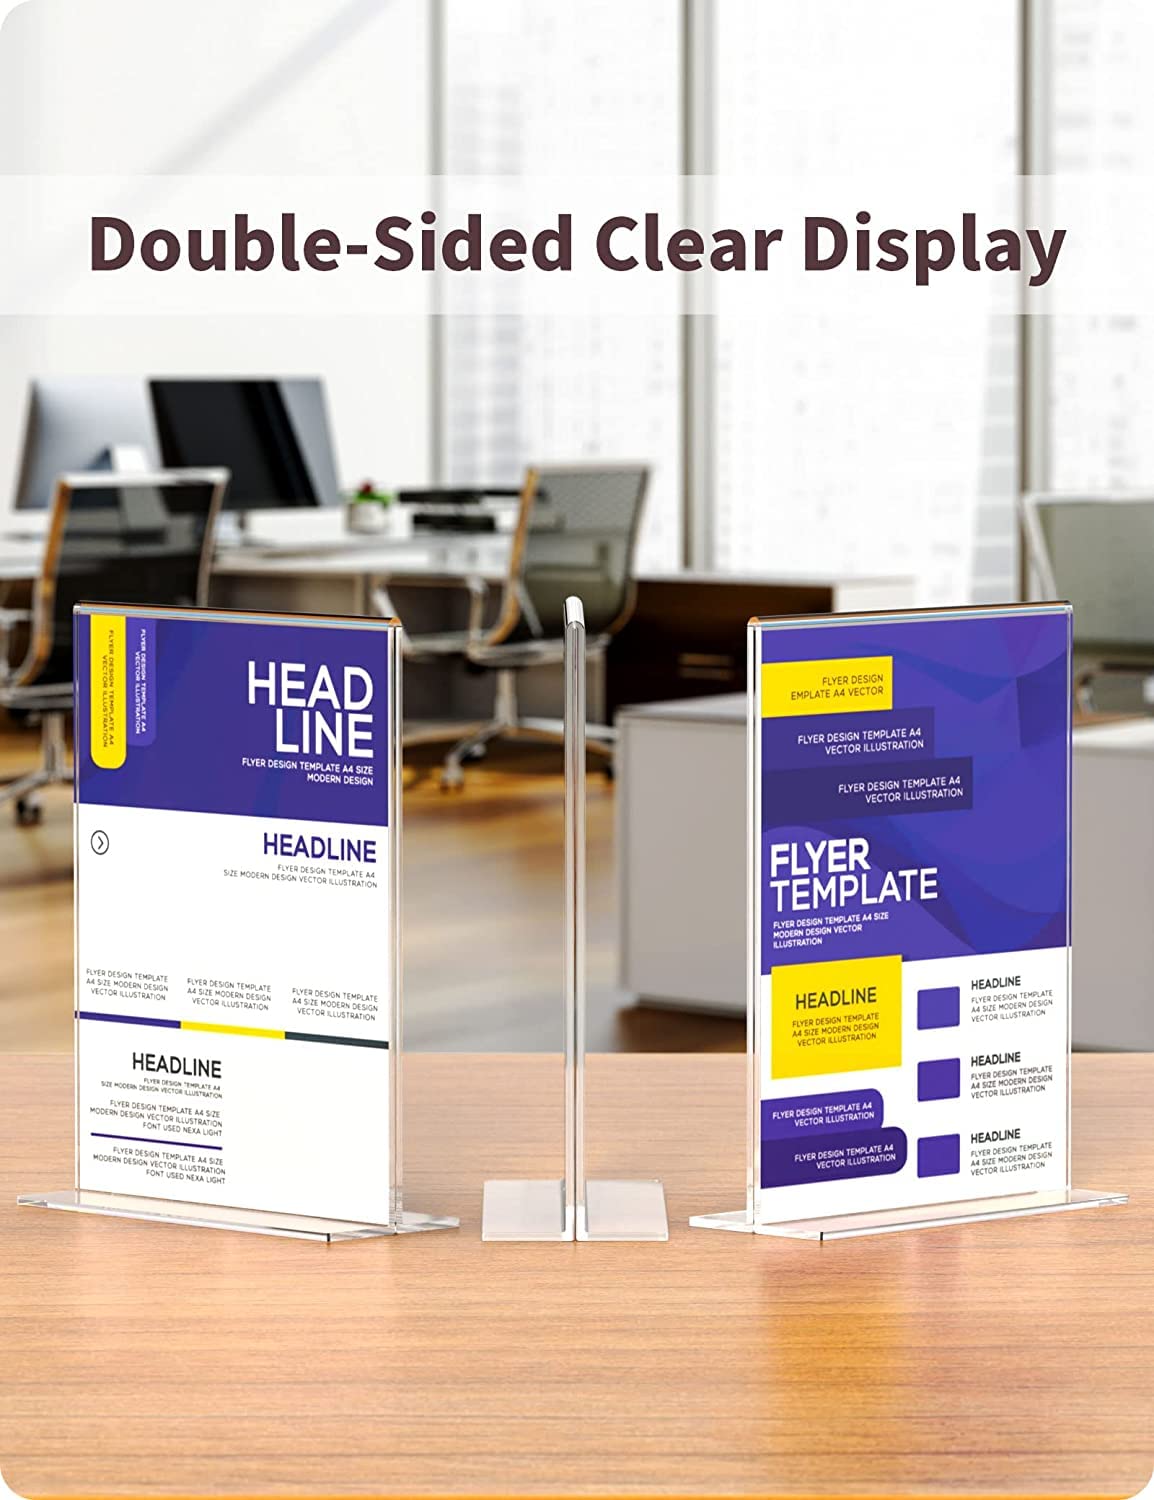 Double-Sided Clear Display
FLYER DESIGN TEMPLATE A4
VECTOR ILLUSTRATION
FLYER DESIGN TEMPLATE A4
VECTOR ILLUSTRATION
HEAD
LINE
FLYER DESIGN TEMPLATE A4 SIZE
MODERN DESIGN
HEADLINE
FLYER DESIGN TEMPLATE A4
SIZE MODERN DESIGN VECTOR ILLUSTRATION
FLYER DESIGN TEMPLATE
A4 SIZE MODERN DESIGN
VECTOR ILLUSTRATION
FLYER DESIGN TEMPLATE
A4 SIZE MODERN DESIGN
VECTOR ILLUSTRATION
FLYER DESIGN TEMPLATE
A4 SIZE MODERN DESIGN
VECTOR ILLUSTRATION
HEADLINE
FLYER DESIGN TEMPLATE A4
SIZE MODERN DESIGN VECTOR ILLUSTRATION
FLYER DESIGN TEMPLATE A4 SIZE
MODERN DESIGN VECTOR ILLUSTRATION
FONT USED NEXA LIGHT
FLYER DESIGN TEMPLATE A4 SIZE
MODERN DESIGN VECTOR ILLUSTRATION
FONT USED NEXA LIGHT
FLYER DESIGN
EMPLATE A4 VECTOR
FLYER DESIGN TEMPLATE A4
VECTOR ILLUSTRATION
FLYER DESIGN TEMPLATE A4
VECTOR ILLUSTRATION
FLYER
TEMPLATE
FLYER DESIGN TEMPLATE A4 SIZE
MODERN DESIGN VECTOR
ILLUSTRATION
HEADLINE
FLYER DESIGN TEMPLATE
A4 SIZE MODERN DESIGN
VECTOR ILLUSTRATION
FLYER DESIGN TEMPLATE A4
VECTOR ILLUSTRATION
FLYER DESIGN TEMPLATE A4
VECTOR ILLUSTRATION
HEADLINE
FLYER DESIGN TEMPLATE
A4 SIZE MODERN DESIGN
VECTOR ILLUSTRATION
HEADLINE
FLYER DESIGN TEMPLATE
A4 SIZE MODERN DESIGN
VECTOR ILLUSTRATION
HEADLINE
FLYER DESIGN TEMPLATE
A4 SIZE MODERN DESIGN
VECTOR ILLUSTRATION